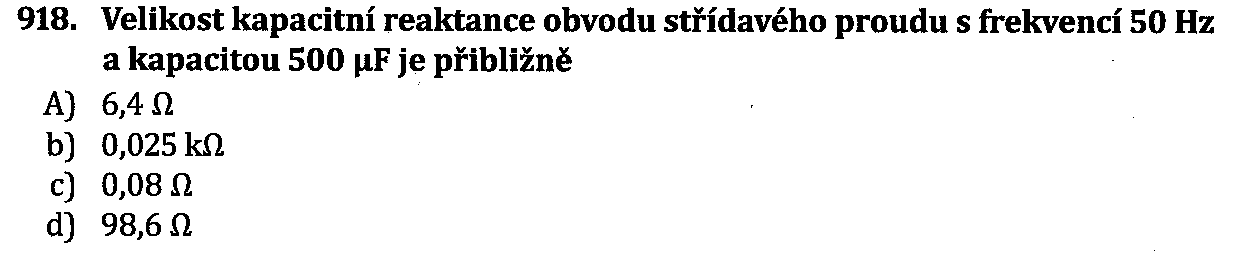 918. Velikost kapacitní reaktance obvodu střídavého proudu s frekvencí 50 Hz
a kapacitou 500 μF je přibližně
A) 6,4 Ω
b) 0,025 kΩ
c) 0,08 Ω
d) 98,6 Ω